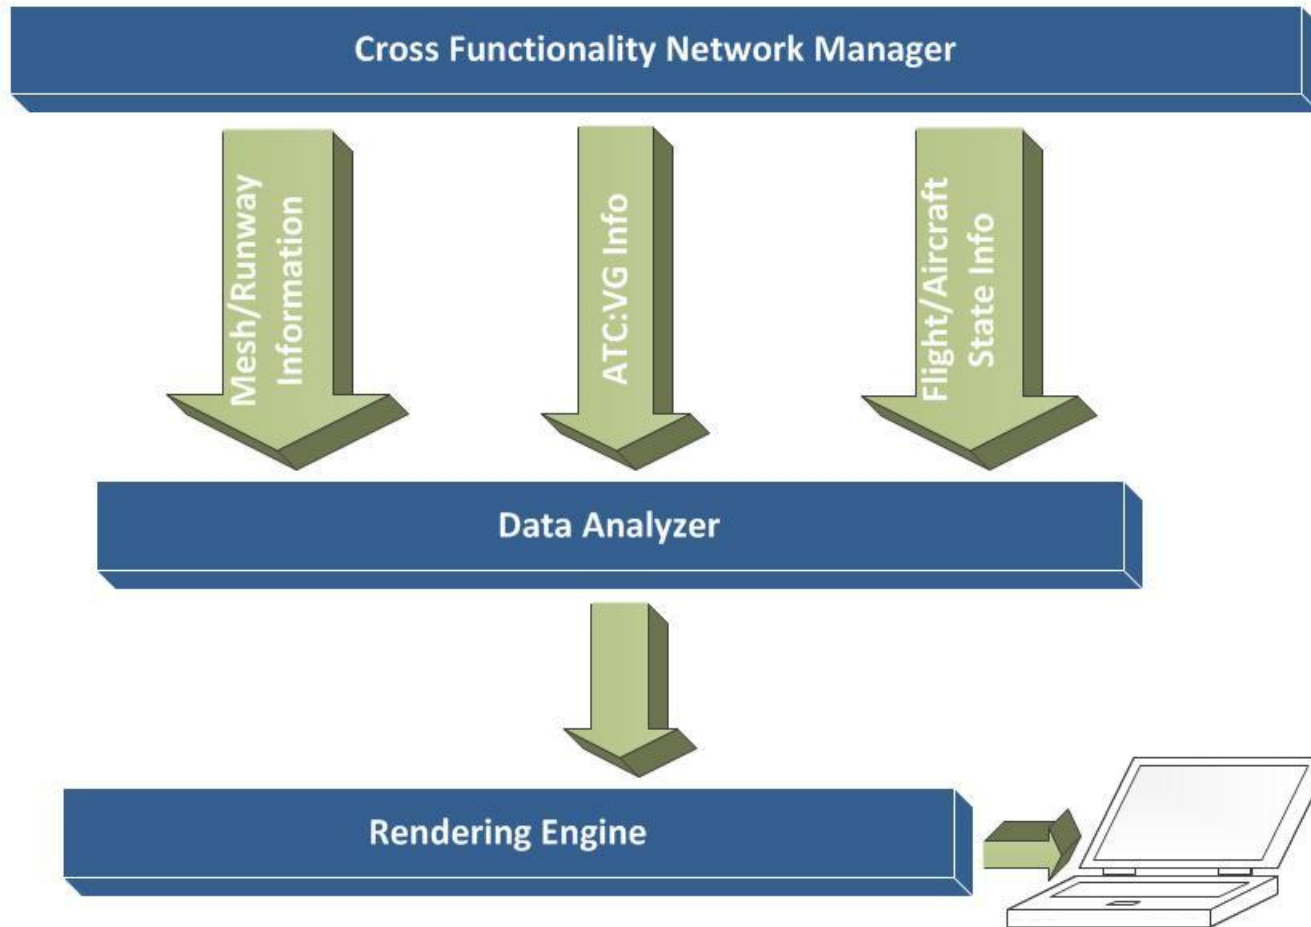 Cross Functionality Network Manager
Mesh/Runway
Information
ATC:VG Info
Flight/Aircraft
State Info
Data Analyzer
Rendering Engine